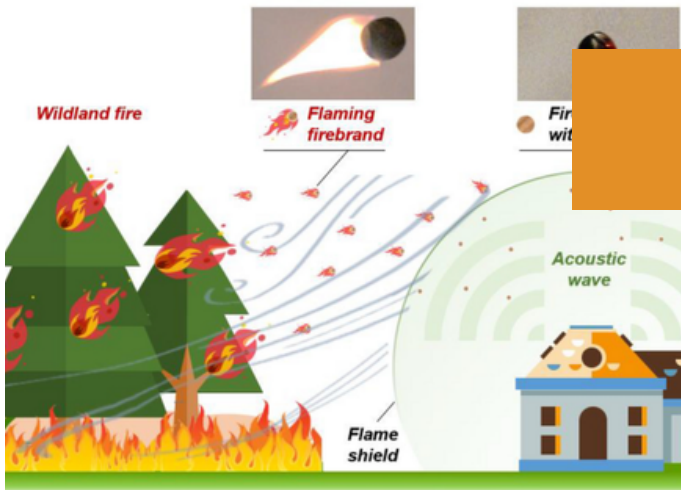 Wildland fire
Flaming
firebrand
Acoustic
wave
Flame
shield